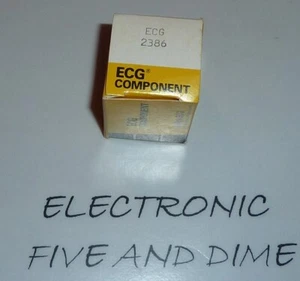 ECG
2386
ECG®
COMPONENT
ELECTRONIC
FIVE AND DIME